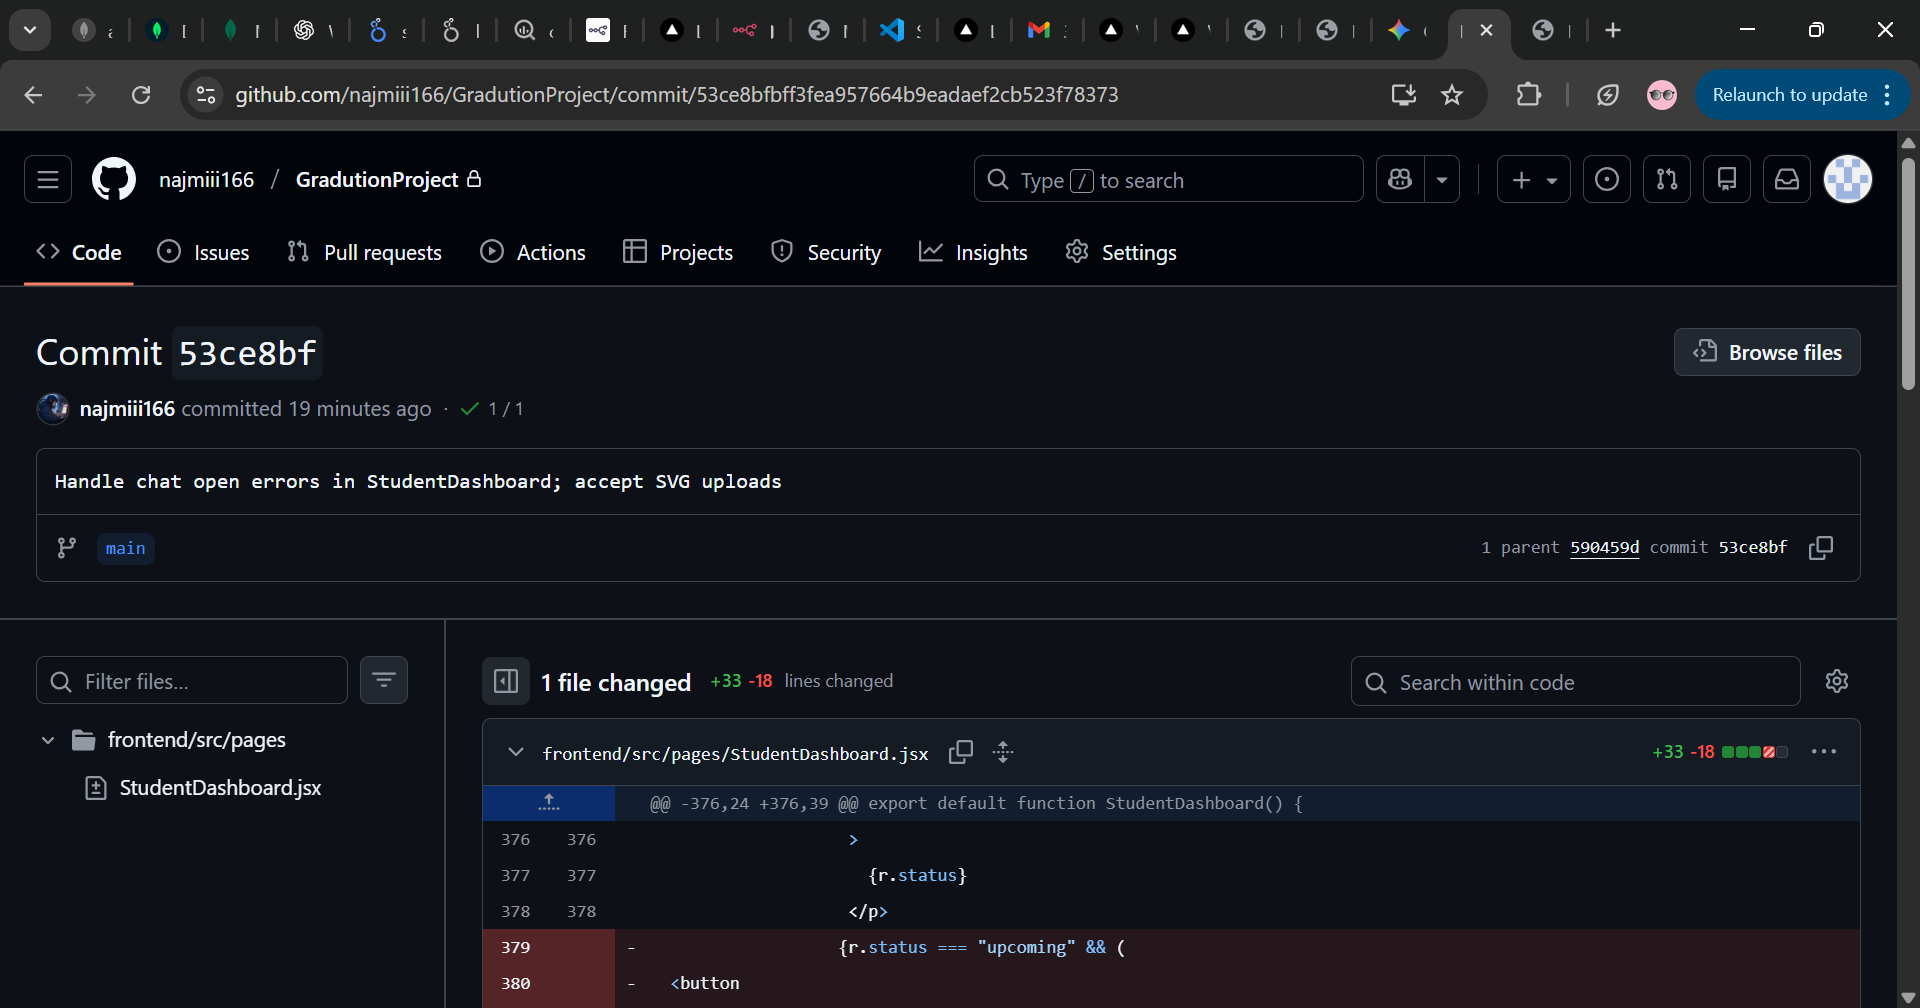 github.com/najmiii166/GradutionProject/commit/53ce8bfbff3fea957664b9eadaef2cb523f78373
Relaunch to update
najmiii166 / GradutionProject
Type / to search
Code
Issues
Pull requests
Actions
Projects
Security
Insights
Settings
Commit 53ce8bf
Browse files
najmiii166 committed 19 minutes ago · 1 / 1
Handle chat open errors in StudentDashboard; accept SVG uploads
main
1 parent 590459d commit 53ce8bf
Filter files...
frontend/src/pages
StudentDashboard.jsx
1 file changed +33 -18 lines changed
Search within code
frontend/src/pages/StudentDashboard.jsx
+33 -18
@@ -376,24 +376,39 @@ export default function StudentDashboard() {
376 376 >
377 377 {r.status}
378 378 </p>
379 - {r.status === "upcoming" && (
380 - <button